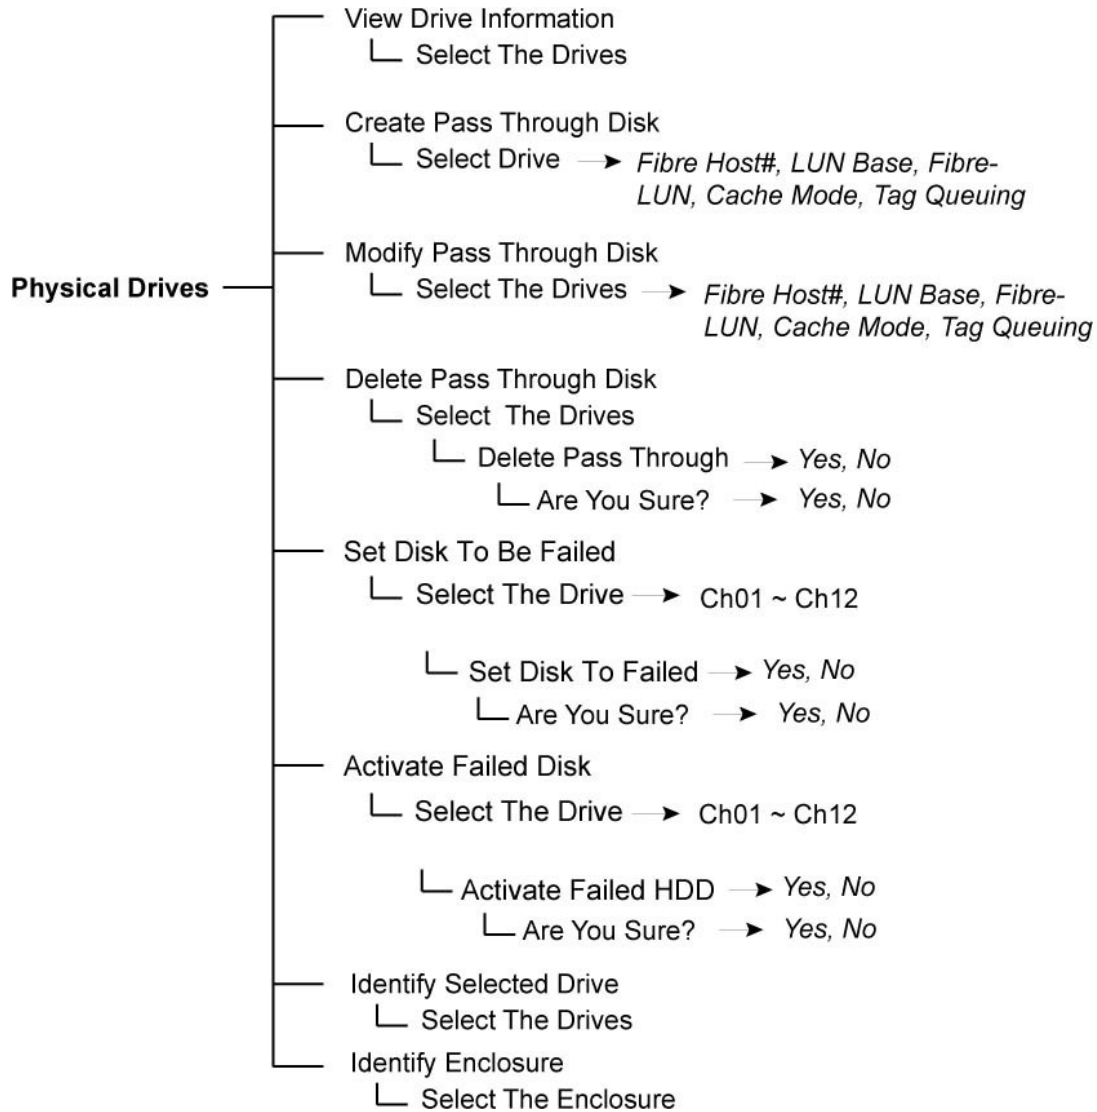 View Drive Information
Select The Drives
Create Pass Through Disk
Select Drive
Fibre Host#, LUN Base, Fibre-
LUN, Cache Mode, Tag Queuing
Modify Pass Through Disk
Physical Drives
Select The Drives
Fibre Host#, LUN Base, Fibre-
LUN, Cache Mode, Tag Queuing
Delete Pass Through Disk
Select The Drives
Delete Pass Through
Yes, No
Are You Sure?
Yes, No
Set Disk To Be Failed
Select The Drive
Ch01 ~ Ch12
Set Disk To Failed
Yes, No
Are You Sure?
Yes, No
Activate Failed Disk
Select The Drive
Ch01 ~ Ch12
Activate Failed HDD
Yes, No
Are You Sure?
Yes, No
Identify Selected Drive
Select The Drives
Identify Enclosure
Select The Enclosure